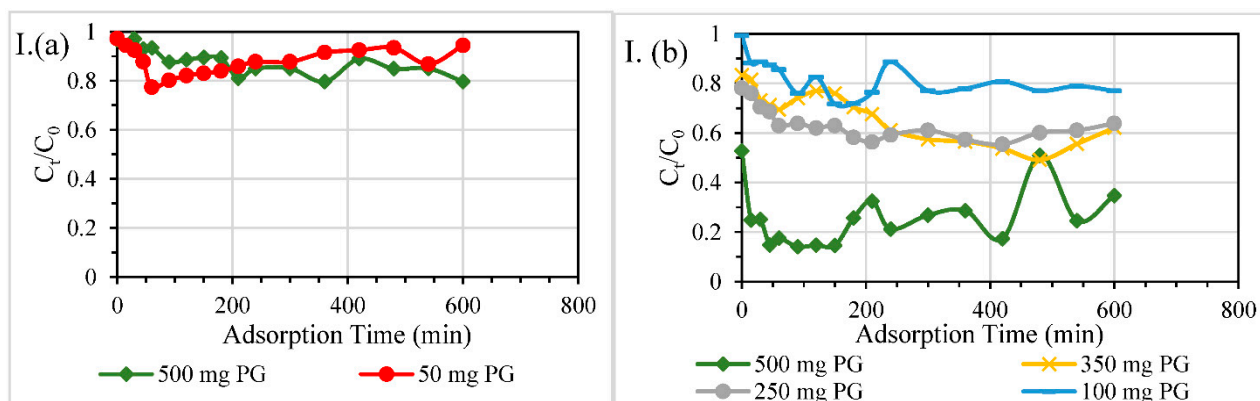 I.(a)
1
0.8
0.6
0.4
0.2
0
C_t/C_0
0
200
400
600
800
Adsorption Time (min)
500 mg PG
50 mg PG
I. (b)
1
0.8
0.6
0.4
0.2
0
C_t/C_0
0
200
400
600
800
Adsorption Time (min)
500 mg PG
350 mg PG
250 mg PG
100 mg PG